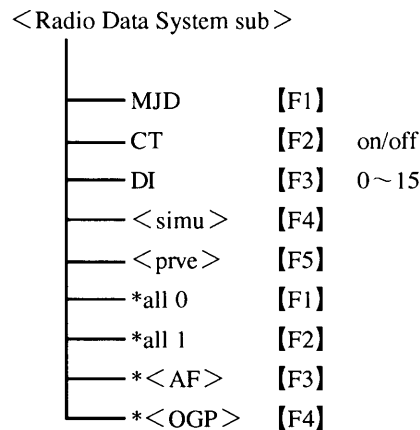 ＜Radio Data System sub＞
MJD 【F1】
CT 【F2】 on/off
DI 【F3】 0～15
＜simu＞ 【F4】
＜prve＞ 【F5】
*all 0 【F1】
*all 1 【F2】
*＜AF＞ 【F3】
*＜OGP＞ 【F4】